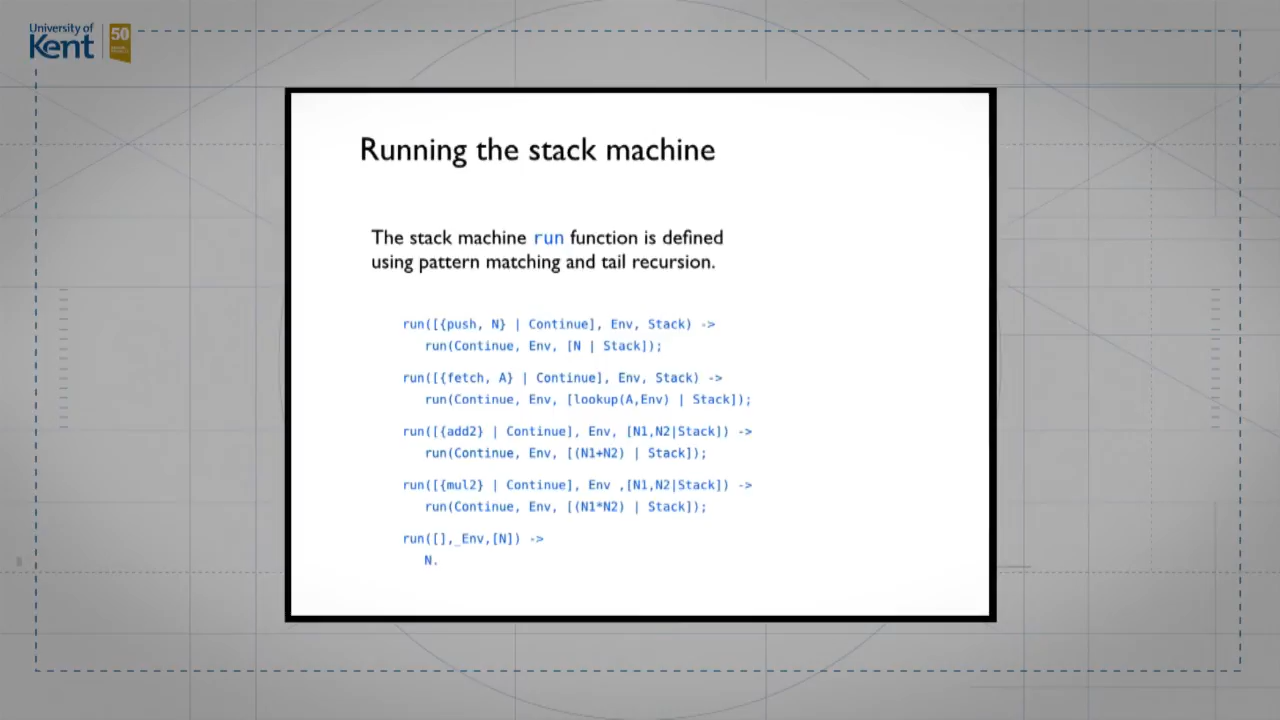 University of
Kent
50
Running the stack machine
The stack machine run function is defined
using pattern matching and tail recursion.
run([{push, N} | Continue], Env, Stack) ->
run(Continue, Env, [N | Stack]);
run([{fetch, A} | Continue], Env, Stack) ->
run(Continue, Env, [lookup(A,Env) | Stack]);
run([{add2} | Continue], Env, [N1,N2|Stack]) ->
run(Continue, Env, [(N1+N2) | Stack]);
run([{mul2} | Continue], Env ,[N1,N2|Stack]) ->
run(Continue, Env, [(N1*N2) | Stack]);
run([],_Env,[N]) ->
N.